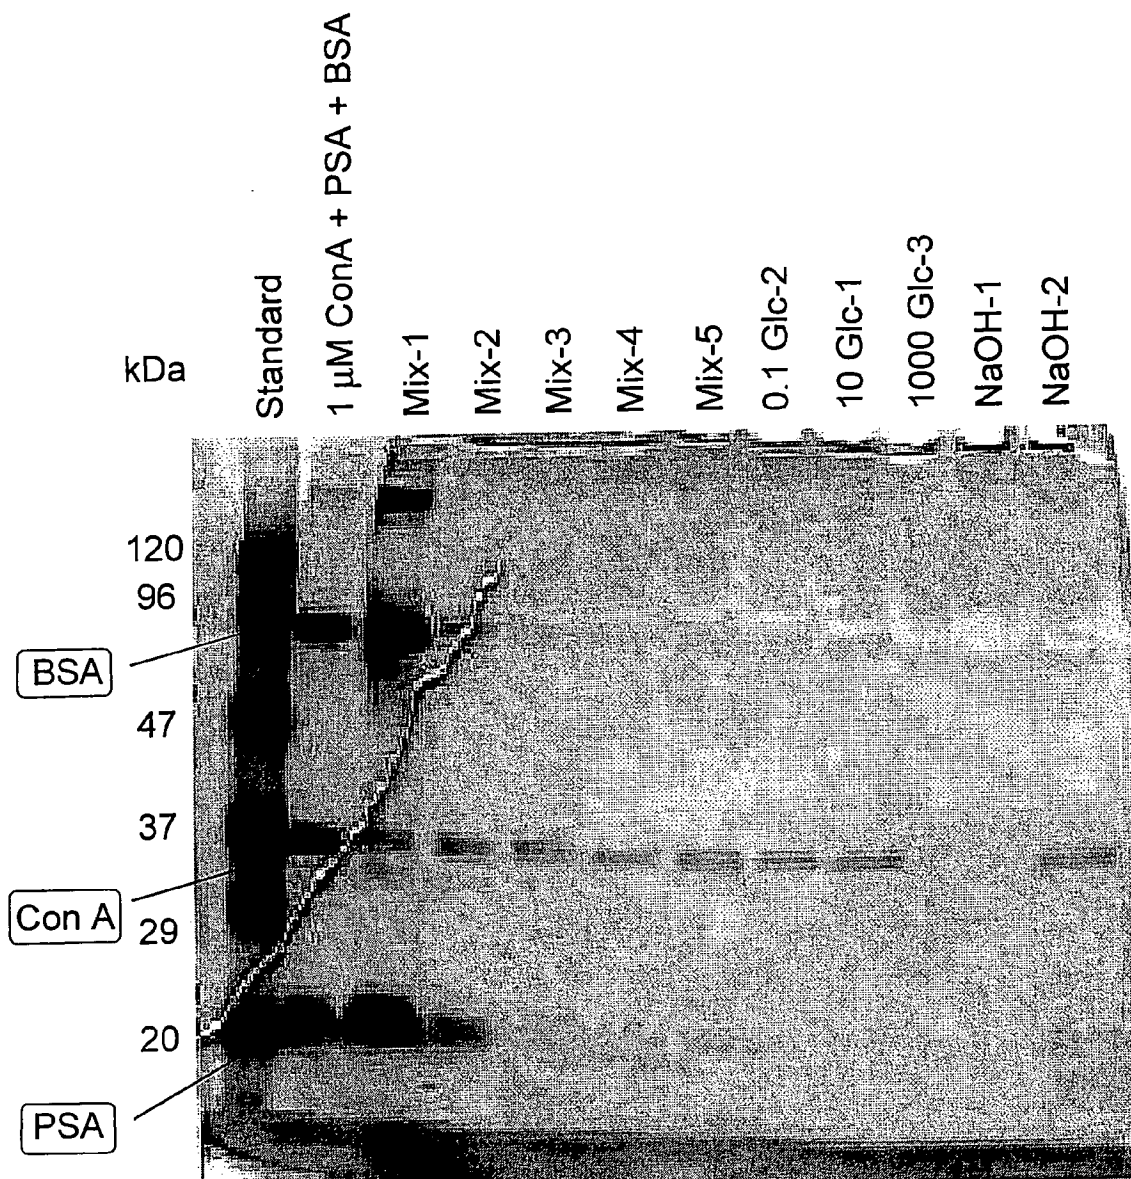 kDa
Standard
1 µM ConA + PSA + BSA
Mix-1
Mix-2
Mix-3
Mix-4
Mix-5
0.1 Glc-2
10 Glc-1
1000 Glc-3
NaOH-1
NaOH-2
120
96
BSA
47
37
Con A
29
20
PSA